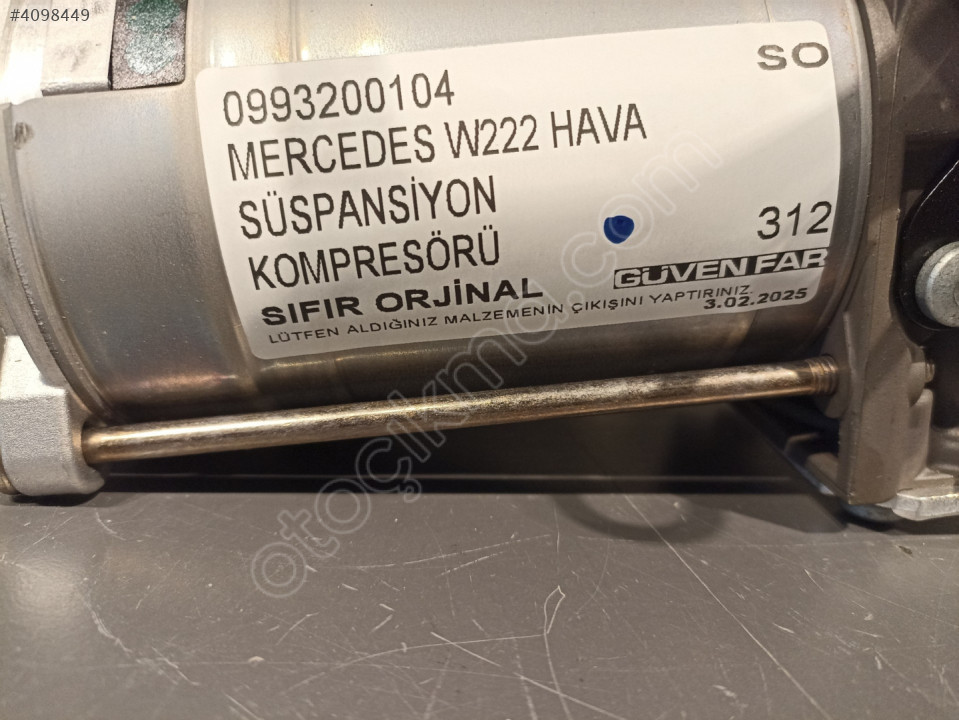 #4098449
SO
0993200104
MERCEDES W222 HAVA
SÜSPANSİYON
KOMPRESÖRÜ
312
SIFIR ORJİNAL
GÜVEN FAR
LÜTFEN ALDIĞINIZ MALZEMENİN ÇIKIŞINI YAPTIRINIZ.
3.02.2025
otoçıkma.com